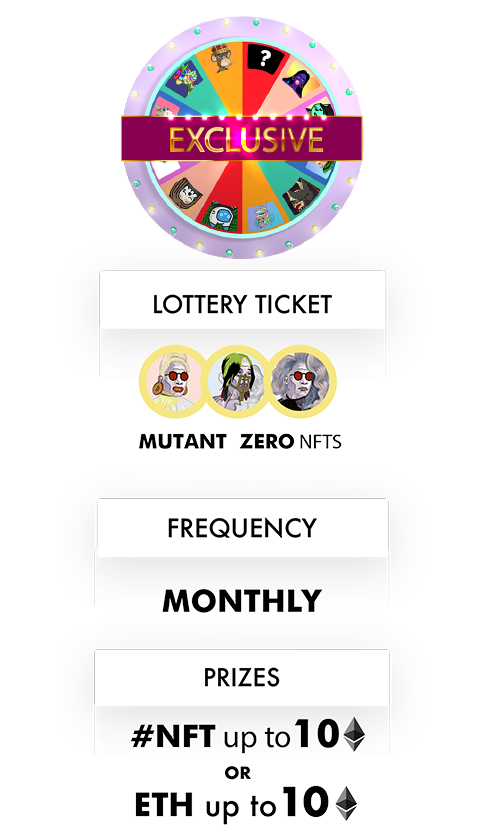 ?
EXCLUSIVE
LOTTERY TICKET
MUTANT ZERO NFTS
FREQUENCY
MONTHLY
PRIZES
#NFT up to 10
OR
ETH up to 10